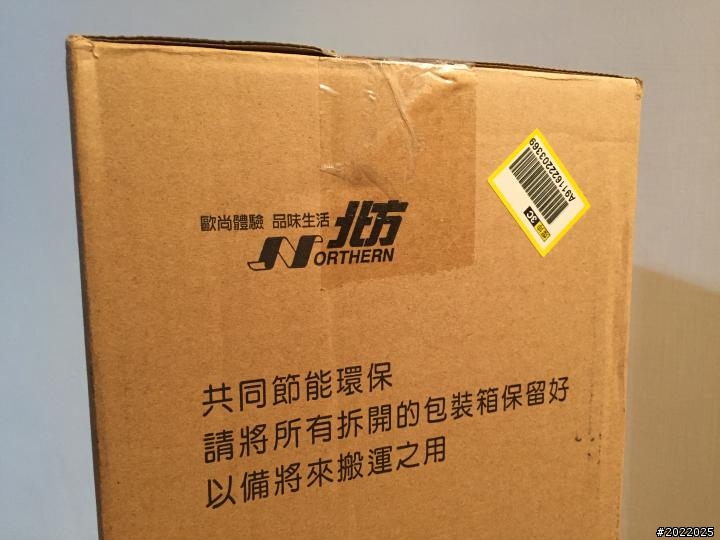 歐尚體驗 品味生活 北方
NORTHERN
A911622203369
3C
共同節能環保
請將所有拆開的包裝箱保留好
以備將來搬運之用
#2022025